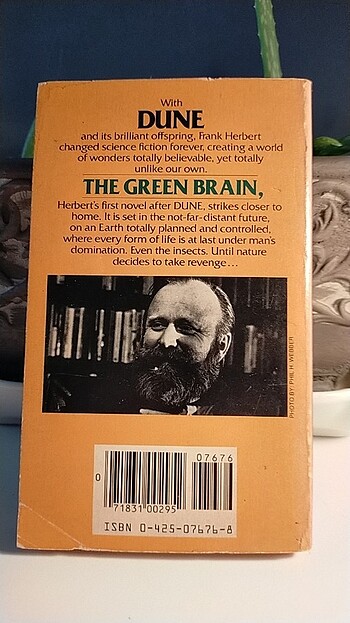 With
DUNE
and its brilliant offspring, Frank Herbert
changed science fiction forever, creating a world
of wonders totally believable, yet totally
unlike our own.
THE GREEN BRAIN,
Herbert's first novel after DUNE, strikes closer to
home. It is set in the not-far-distant future,
on an Earth totally planned and controlled,
where every form of life is at last under man's
domination. Even the insects. Until nature
decides to take revenge...
PHOTO BY: PHIL H. WEBBER
07676
0
71831 00295
ISBN 0-425-07676-8